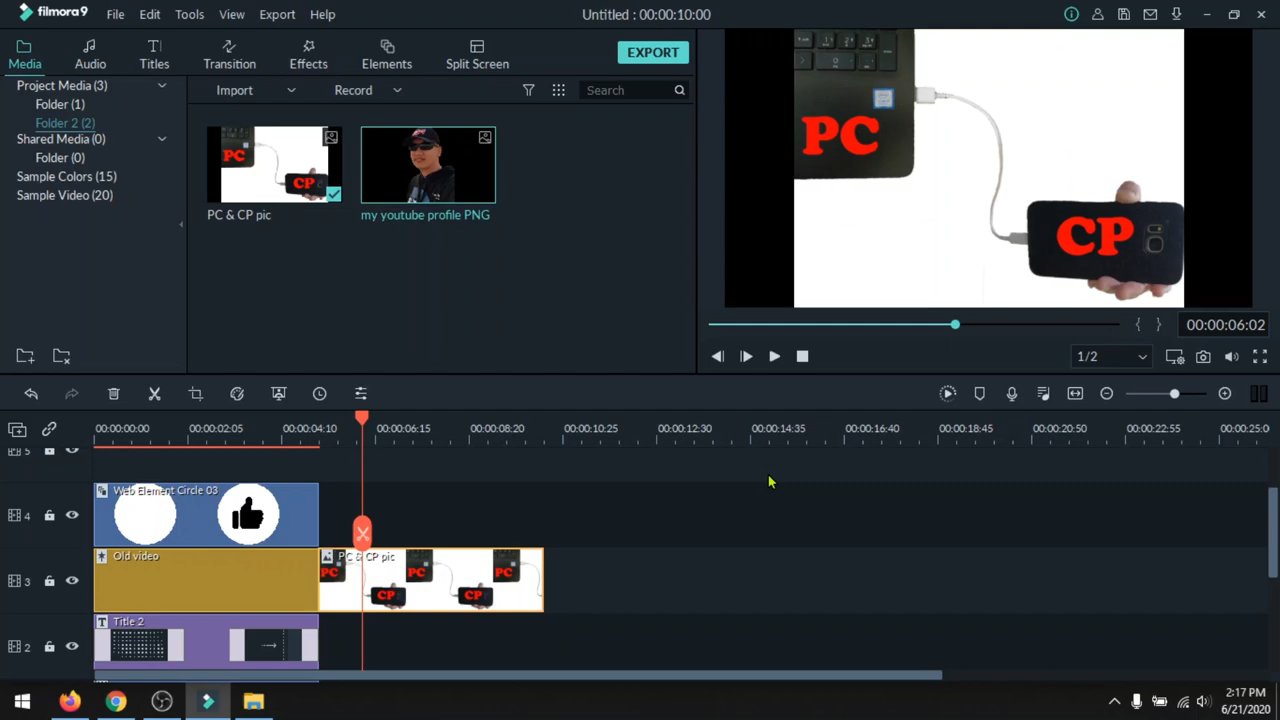 filmora9 File Edit Tools View Export Help Untitled : 00:00:10:00
Media Audio Titles Transition Effects Elements Split Screen EXPORT
Project Media (3)
Folder (1)
Folder 2 (2)
Shared Media (0)
Folder (0)
Sample Colors (15)
Sample Video (20)
Import Record Search
PC
CP
PC & CP pic
my youtube profile PNG
PC
CP
00:00:06:02
1/2
00:00:00:00 00:00:02:05 00:00:04:10 00:00:06:15 00:00:08:20 00:00:10:25 00:00:12:30 00:00:14:35 00:00:16:40 00:00:18:45 00:00:20:50 00:00:22:55 00:00:25:0
5
4
Web Element Circle 03
3
Old video
PC & CP pic
PC PC PC
CP CP
2
Title 2
2:17 PM
6/21/2020